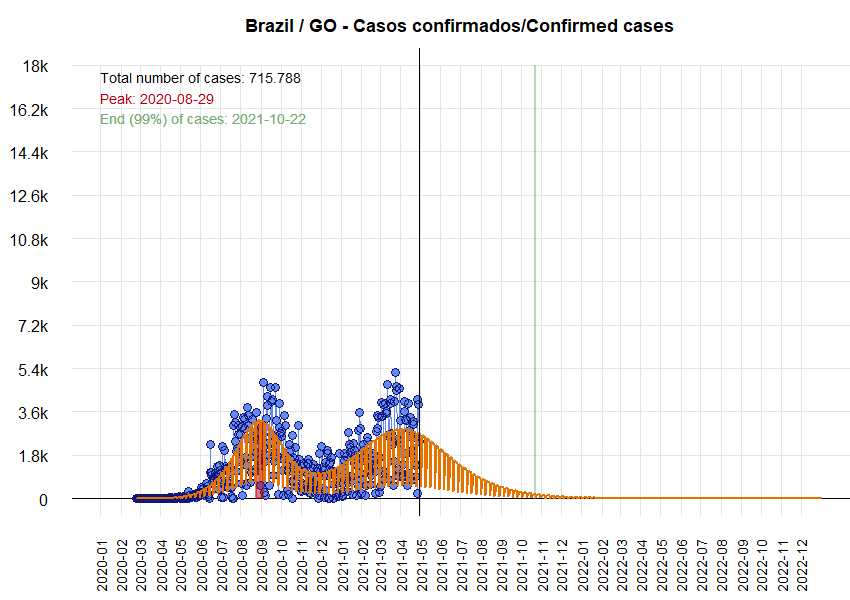 Brazil / GO - Casos confirmados/Confirmed cases
18k
Total number of cases: 715.788
Peak: 2020-08-29
16.2k
End (99%) of cases: 2021-10-22
14.4k
12.6k
10.8k
9k
7.2k
5.4k
3.6k
1.8k
0
2020-01
2020-02
2020-03
2020-04
2020-05
2020-06
2020-07
2020-08
2020-09
2020-10
2020-11
2020-12
2021-01
2021-02
2021-03
2021-04
2021-05
2021-06
2021-07
2021-08
2021-09
2021-10
2021-11
2021-12
2022-01
2022-02
2022-03
2022-04
2022-05
2022-06
2022-07
2022-08
2022-09
2022-10
2022-11
2022-12